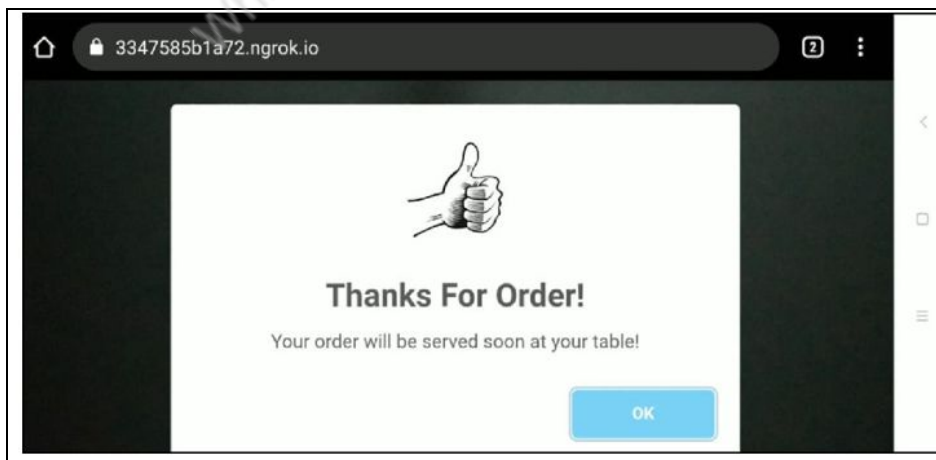 3347585b1a72.ngrok.io
2
Thanks For Order!
Your order will be served soon at your table!
OK